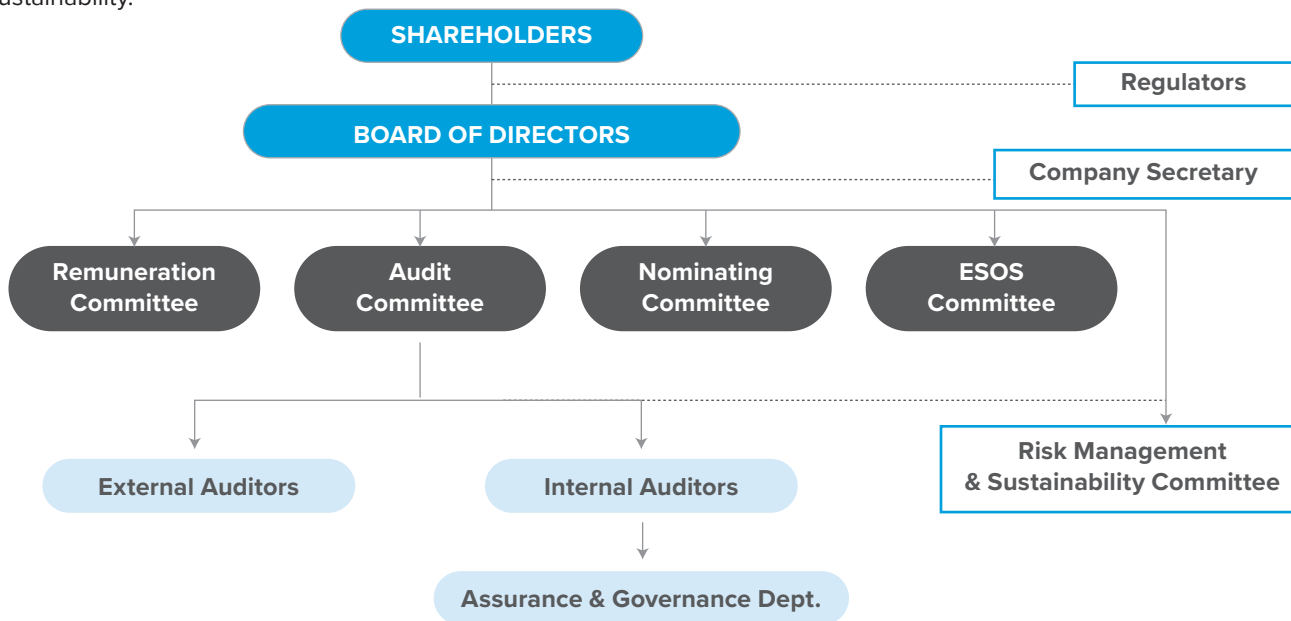 ustainability.
SHAREHOLDERS
Regulators
BOARD OF DIRECTORS
Company Secretary
Remuneration
Committee
Audit
Committee
Nominating
Committee
ESOS
Committee
Risk Management
& Sustainability Committee
External Auditors
Internal Auditors
Assurance & Governance Dept.